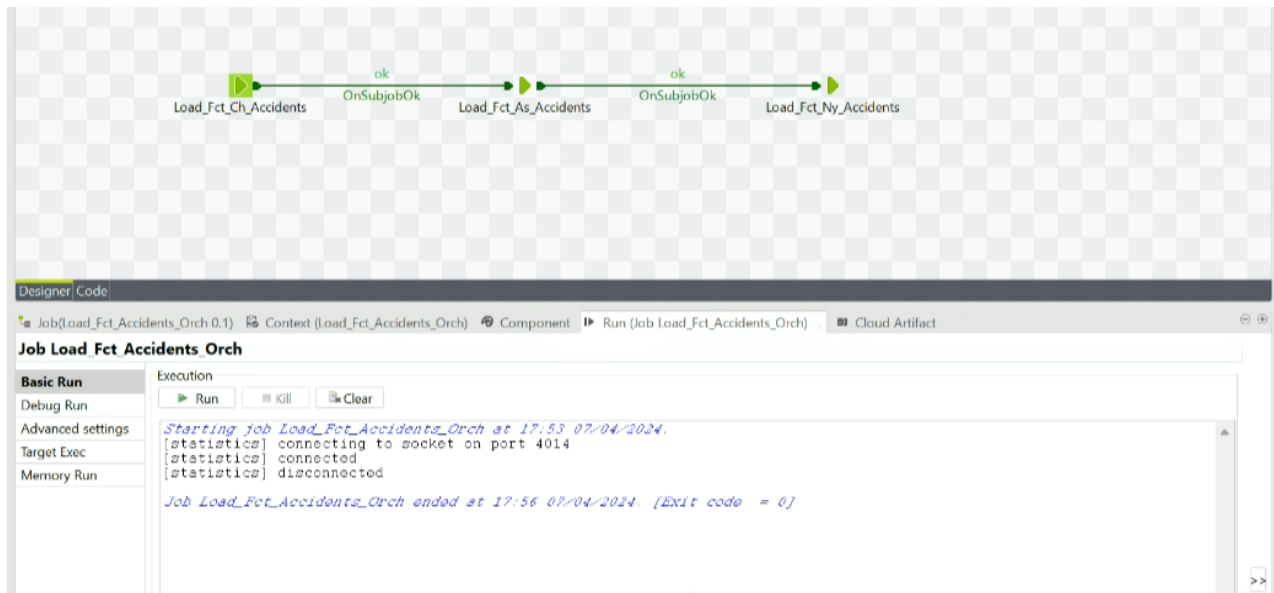 ok ok
OnSubjobOk OnSubjobOk
Load_Fct_Ch_Accidents Load_Fct_As_Accidents Load_Fct_Ny_Accidents
Designer Code
Job(Load_Fct_Accidents_Orch 0.1) Context (Load_Fct_Accidents_Orch) Component Run (Job Load_Fct_Accidents_Orch) Cloud Artifact
Job Load_Fct_Accidents_Orch
Basic Run
Debug Run
Advanced settings
Target Exec
Memory Run
Execution
Run Kill Clear
Starting job Load_Fct_Accidents_Orch at 17:53 07/04/2024.
[statistics] connecting to socket on port 4014
[statistics] connected
[statistics] disconnected
Job Load_Fct_Accidents_Orch ended at 17:56 07/04/2024. [Exit code = 0]
>>